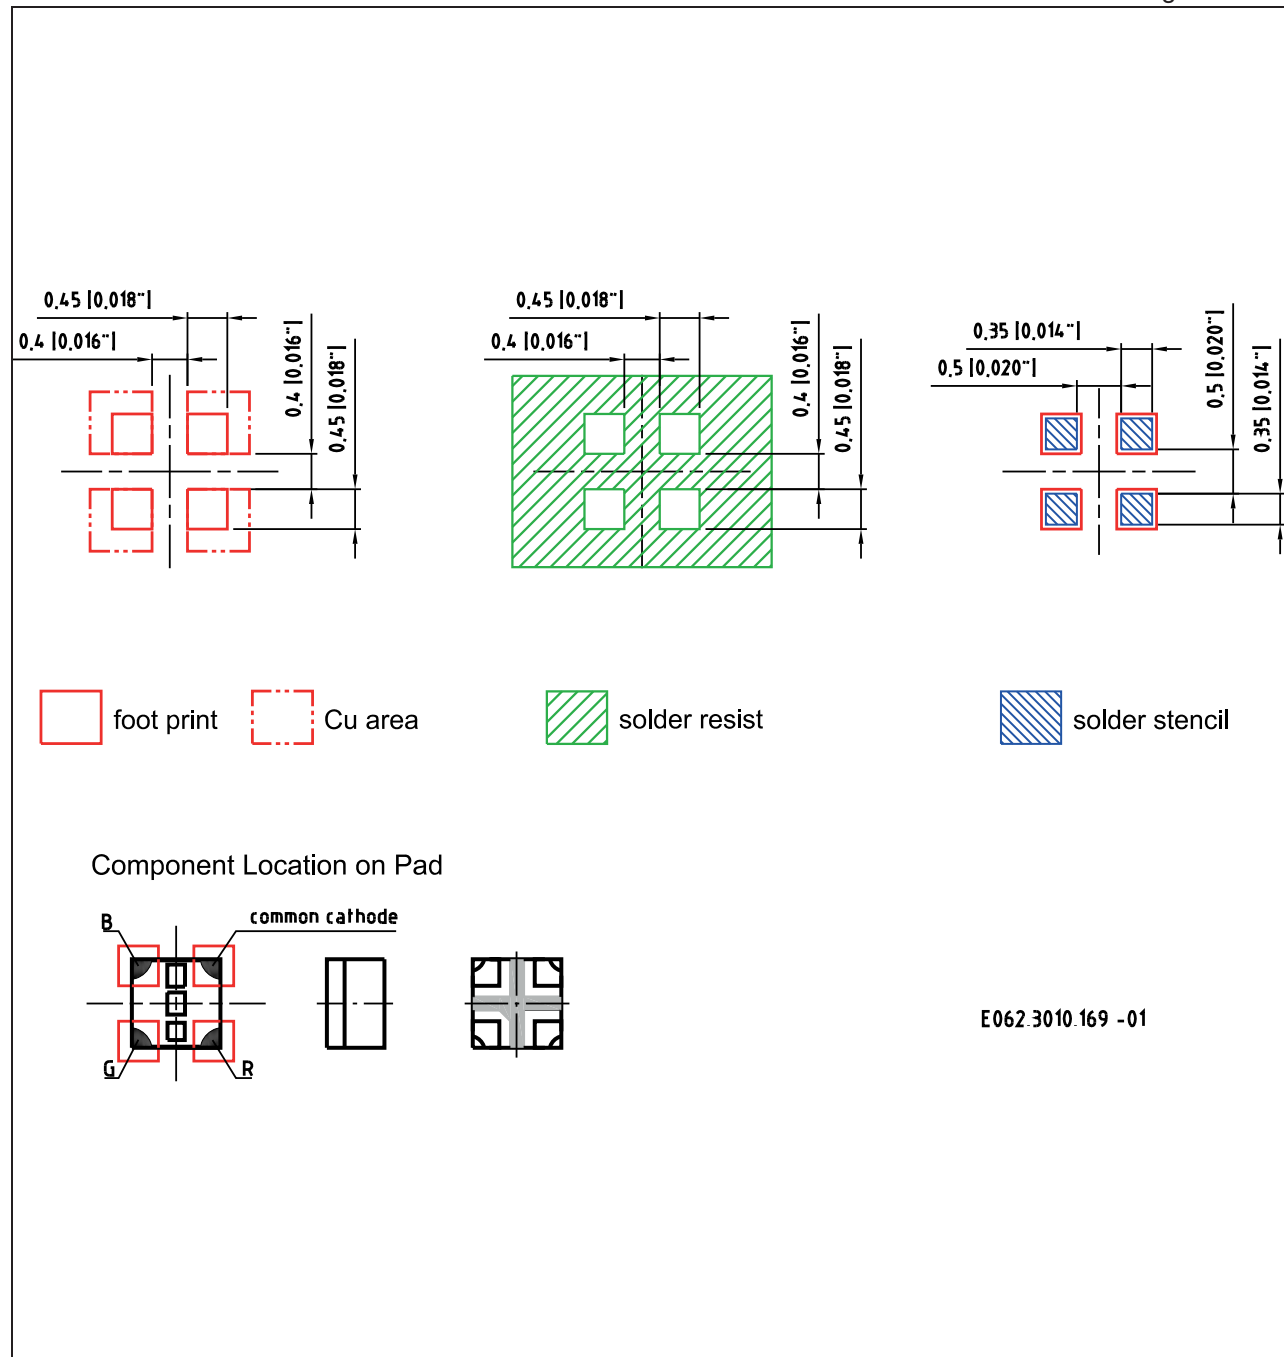 0.45 [0.018"]
0.4 [0.016"]
0.4 [0.016"]
0.45 [0.018"]
0.45 [0.018"]
0.4 [0.016"]
0.4 [0.016"]
0.45 [0.018"]
0.35 [0.014"]
0.5 [0.020"]
0.5 [0.020"]
0.35 [0.014"]
foot print
Cu area
solder resist
solder stencil
Component Location on Pad
B
common cathode
G
R
E062.3010.169 -01